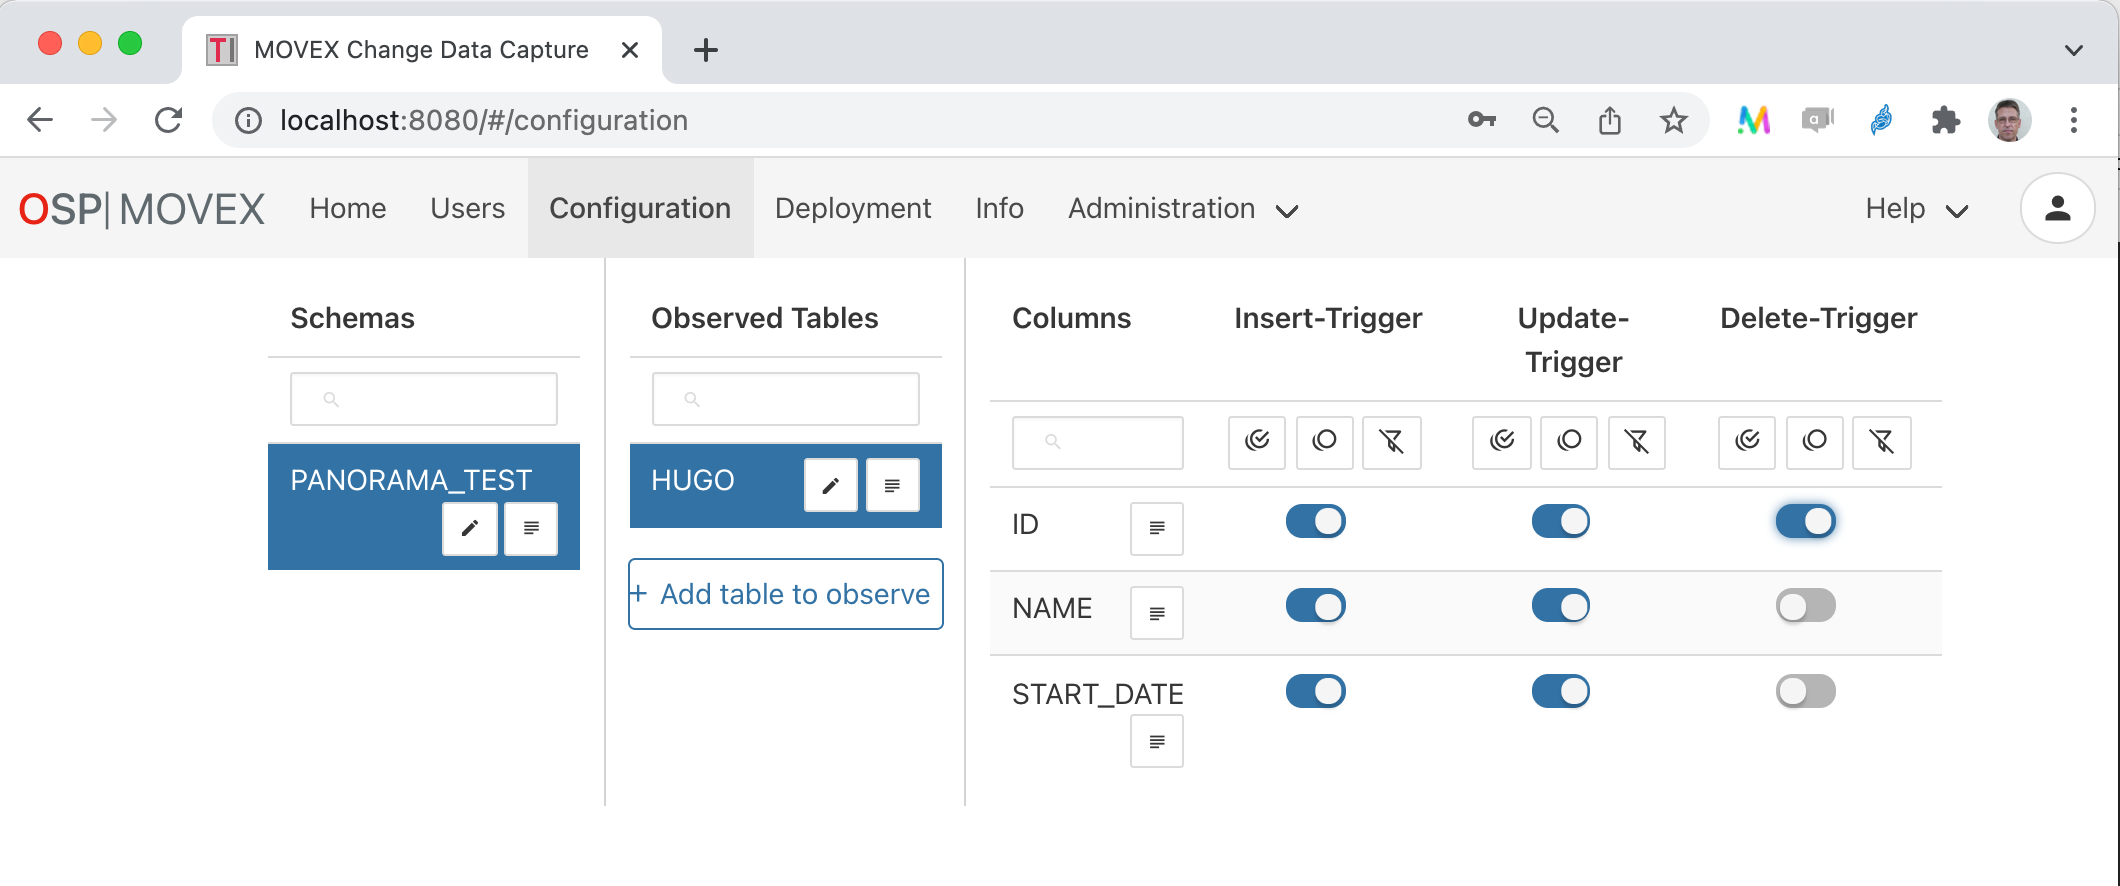 TI MOVEX Change Data Capture
localhost:8080/#/configuration
a
OSP|MOVEX Home Users Configuration Deployment Info Administration Help
Schemas Observed Tables Columns Insert-Trigger Update-Trigger Delete-Trigger
PANORAMA_TEST HUGO
ID
+ Add table to observe
NAME
START_DATE